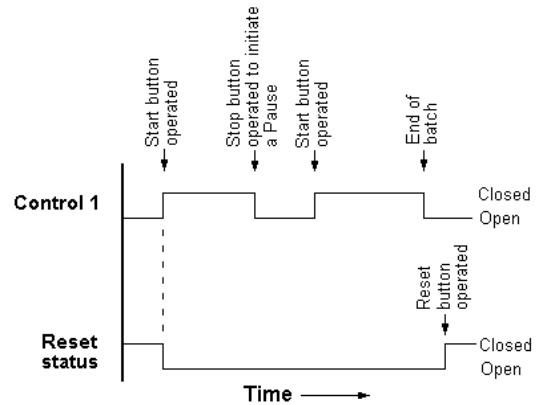 Start button
operated
Stop button
operated to initiate
a Pause
Start button
operated
End of
batch
Control 1
Closed
Open
Reset
button
operated
Reset
status
Closed
Open
Time